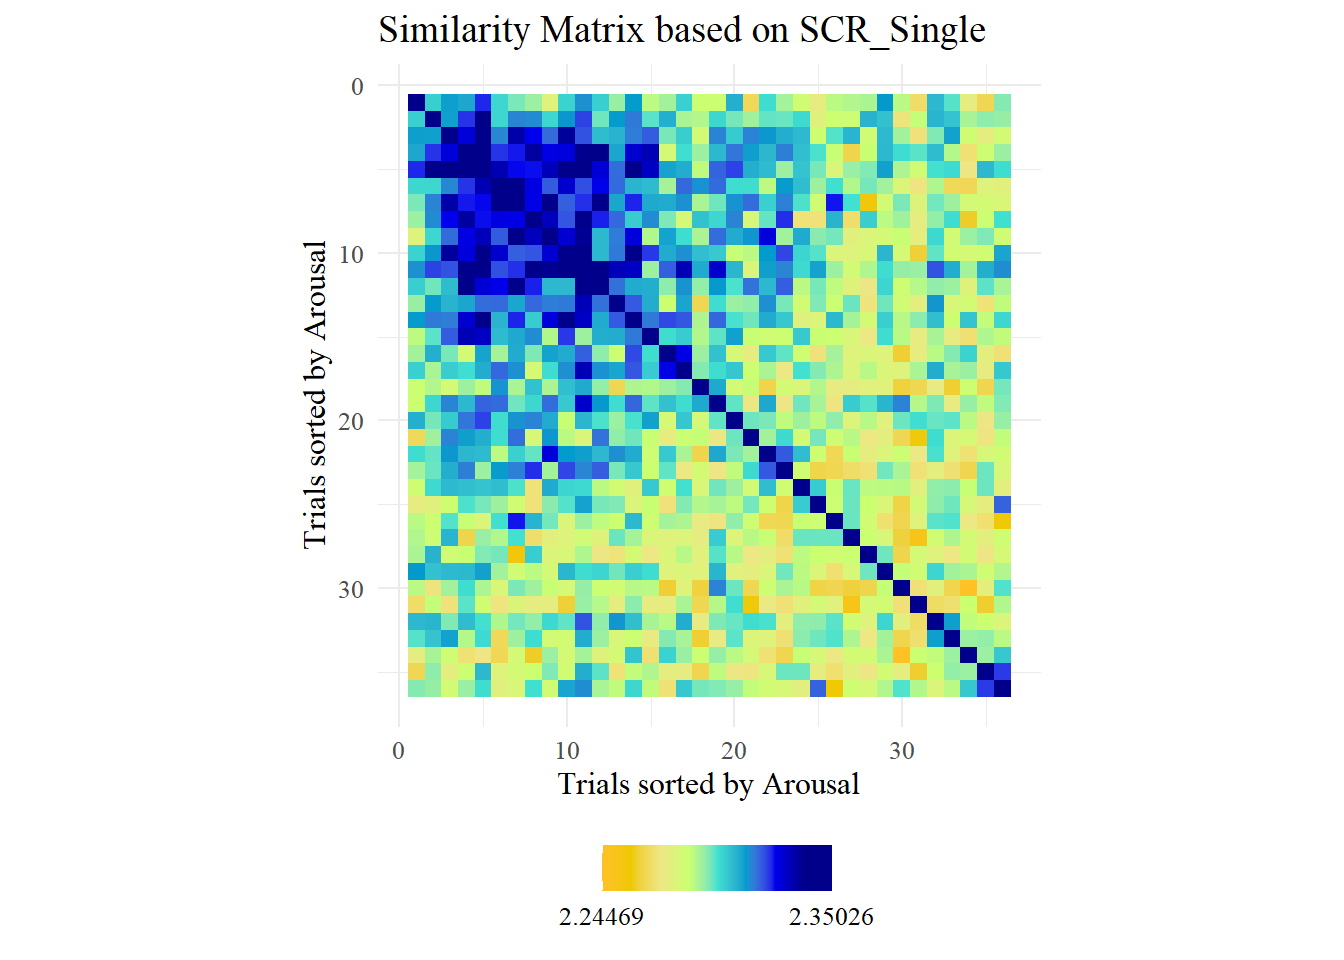 Similarity Matrix based on SCR_Single
0
10
20
30
Trials sorted by Arousal
0 10 20 30
Trials sorted by Arousal
2.24469 2.35026